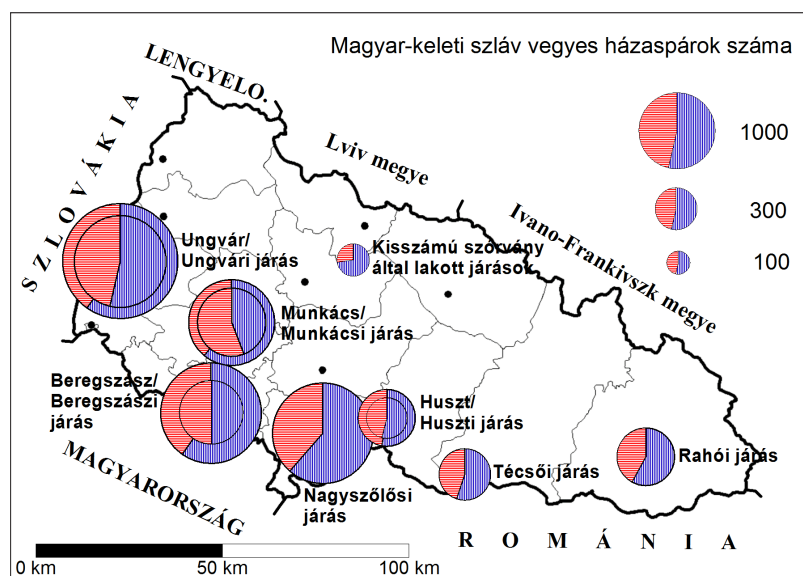 Magyar-keleti szláv vegyes házaspárok száma
LENGYELO.
SZLOVÁKIA
Lviv megye
Ivano-Frankivszk megye
1000
300
100
Ungvár/
Ungvári járás
Kisszámú szórvány
által lakott járások
Munkács/
Munkácsi járás
Beregszász/
Beregszászi
járás
Huszt/
Huszti járás
Nagyszőlősi
járás
Técsői járás
Rahói járás
MAGYARORSZÁG
ROMÁNIA
0 km
50 km
100 km